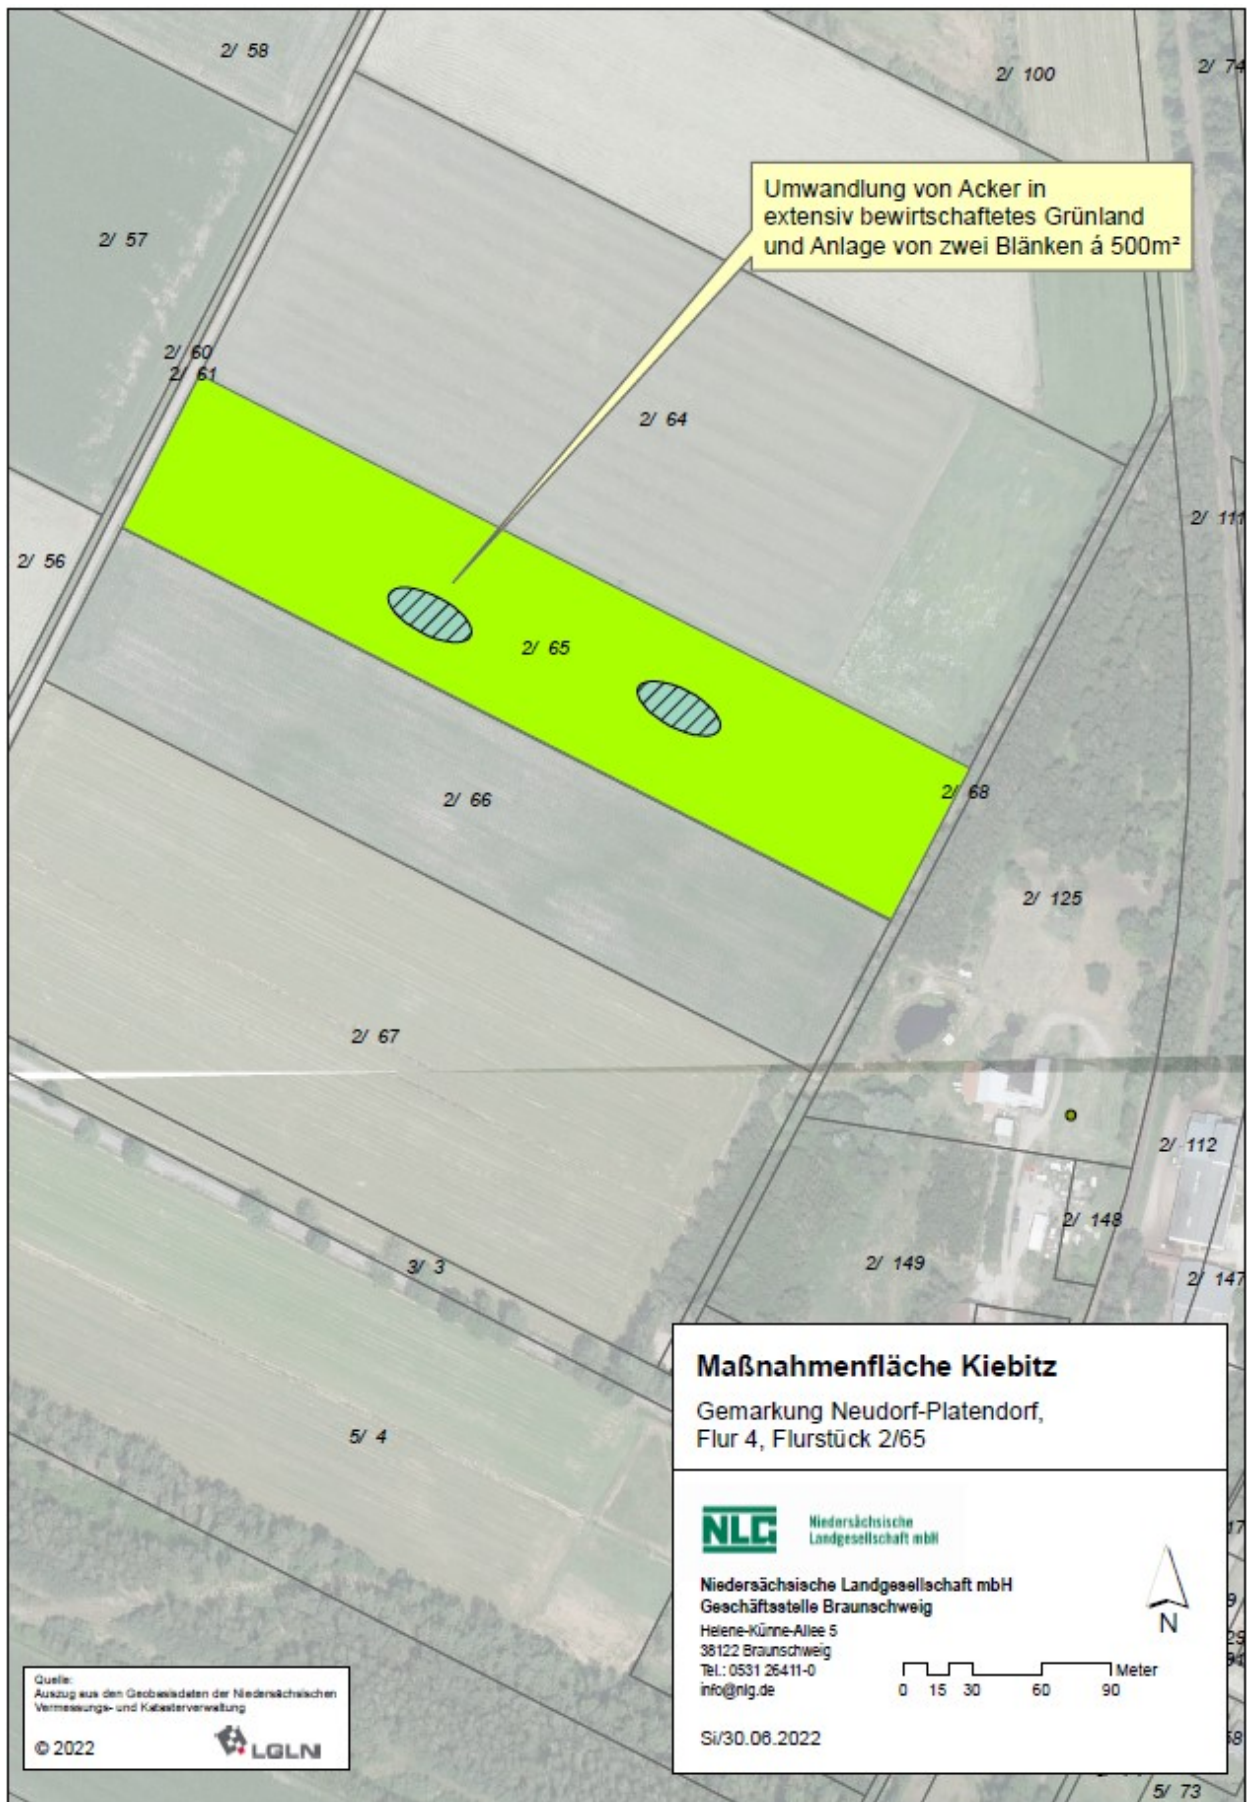 2/ 58
2/ 100
2/ 74
Umwandlung von Acker in
extensiv bewirtschaftetes Grünland
und Anlage von zwei Blänken á 500m²
2/ 57
2/ 60
2/ 61
2/ 64
2/ 111
2/ 56
2/ 65
2/ 68
2/ 66
2/ 125
2/ 67
2/ 112
2/ 148
2/ 149
3/ 3
2/ 147
5/ 4
Maßnahmenfläche Kiebitz
Gemarkung Neudorf-Platendorf,
Flur 4, Flurstück 2/65
NLG
Niedersächsische
Landgesellschaft mbH
Niedersächsische Landgesellschaft mbH
Geschäftsstelle Braunschweig
Helene-Künne-Allee 5
38122 Braunschweig
Tel.: 0531 26411-0
info@nlg.de
N
Meter
0 15 30 60 90
Si/30.06.2022
Quelle:
Auszug aus den Geobasisdaten der Niedersächsischen
Vermessungs- und Katasterverwaltung
© 2022
LGLN
5/ 73